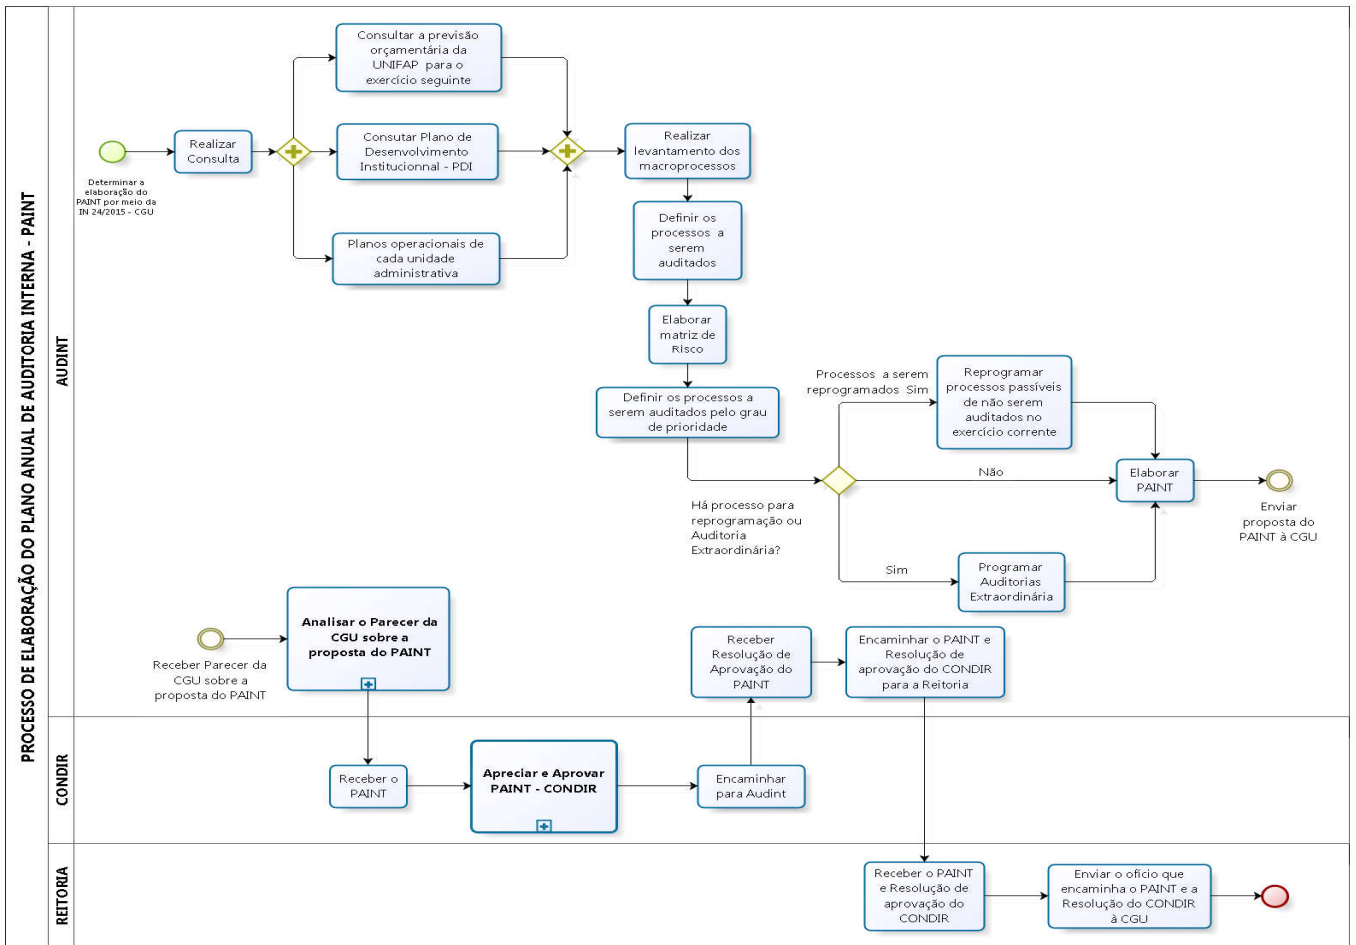 PROCESSO DE ELABORAÇÃO DO PLANO ANUAL DE AUDITORIA INTERNA - PAINT
AUDINT
Determinar a
elaboração do
PAINT por meio da
IN 24/2015 - CGU
Realizar
Consulta
Consultar a previsão
orçamentária da
UNIFAP para o
exercício seguinte
Consutar Plano de
Desenvolvimento
Institucionnal - PDI
Planos operacionais de
cada unidade
administrativa
Realizar
levantamento dos
macroprocessos
Definir os
processos a
serem
auditados
Elaborar
matriz de
Risco
Definir os processos a
serem auditados pelo grau
de prioridade
Há processo para
reprogramação ou
Auditoria
Extraordinária?
Processos a serem
reprogramados Sim
Reprogramar
processos passíveis
de não serem
auditados no
exercício corrente
Não
Sim
Programar
Auditorias
Extraordinária
Elaborar
PAINT
Enviar
proposta do
PAINT à CGU
Receber Parecer da
CGU sobre a
proposta do PAINT
Analisar o Parecer da
CGU sobre a
proposta do PAINT
Receber
Resolução de
Aprovação do
PAINT
Encaminhar o PAINT e
Resolução de
aprovação do CONDIR
para a Reitoria
CONDIR
Receber o
PAINT
Apreciar e Aprovar
PAINT - CONDIR
Encaminhar
para Audint
REITORIA
Receber o PAINT
e Resolução de
aprovação do
CONDIR
Enviar o ofício que
encaminha o PAINT e a
Resolução do CONDIR
à CGU